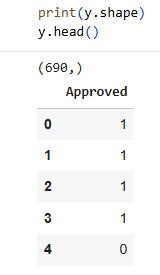 print(y.shape)
y.head()
(690,)
Approved
0 1
1 1
2 1
3 1
4 0